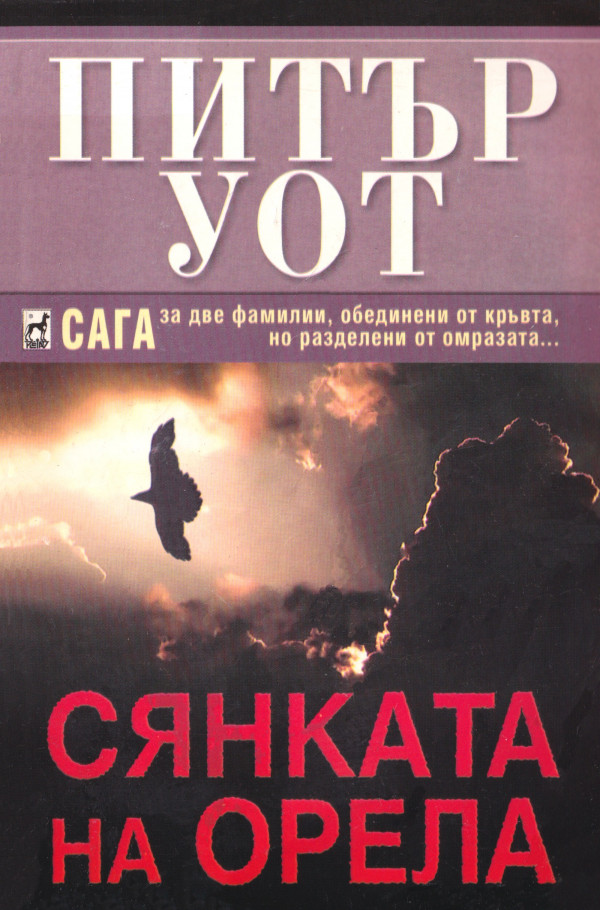 ПИТЪР
УОТ
САГА за две фамилии, обединени от кръвта,
но разделени от омразата...
СЯНКАТА
НА ОРЕЛА